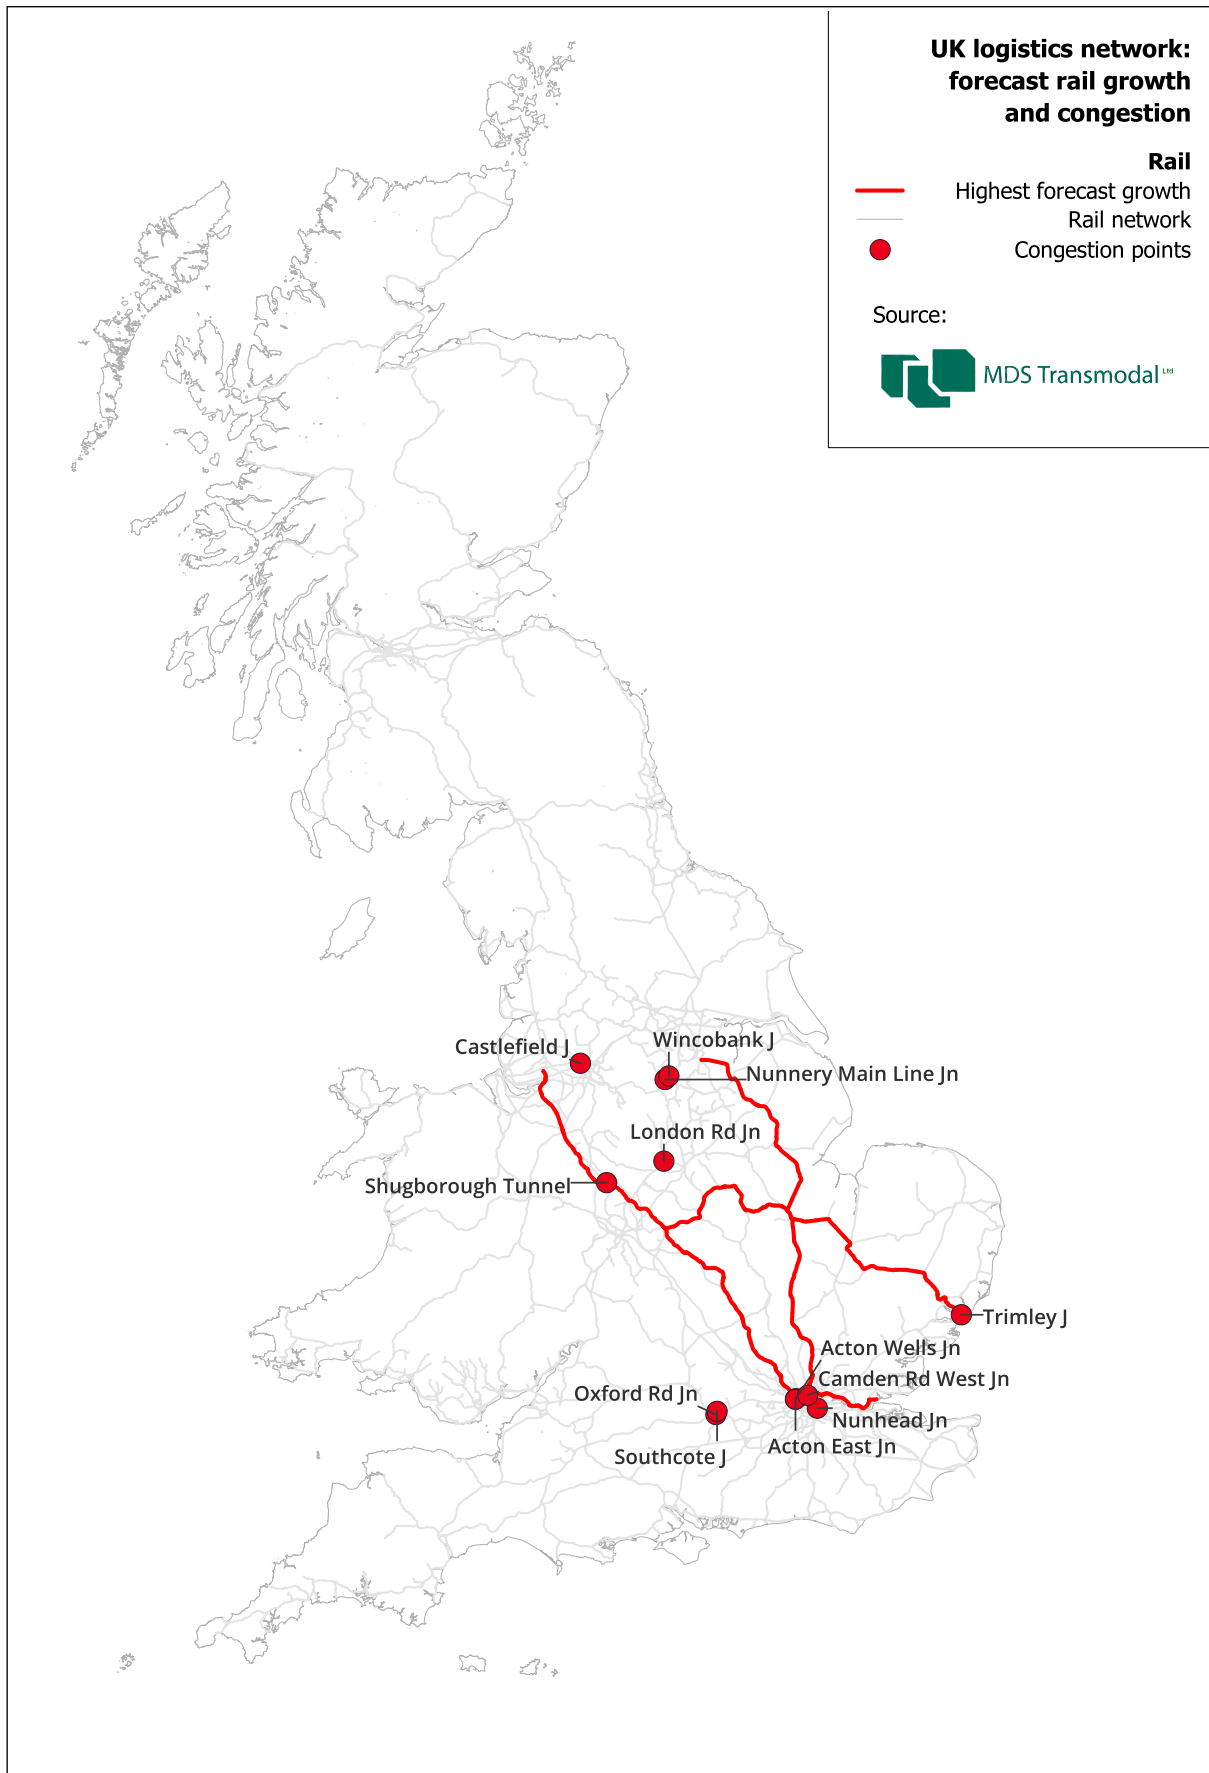 UK logistics network:
forecast rail growth
and congestion
Rail
Highest forecast growth
Rail network
Congestion points
Source:
MDS Transmodal Ltd
Castlefield J
Wincobank J
Nunnery Main Line Jn
London Rd Jn
Shugborough Tunnel
Trimley J
Acton Wells Jn
Camden Rd West Jn
Oxford Rd Jn
Nunhead Jn
Acton East Jn
Southcote J